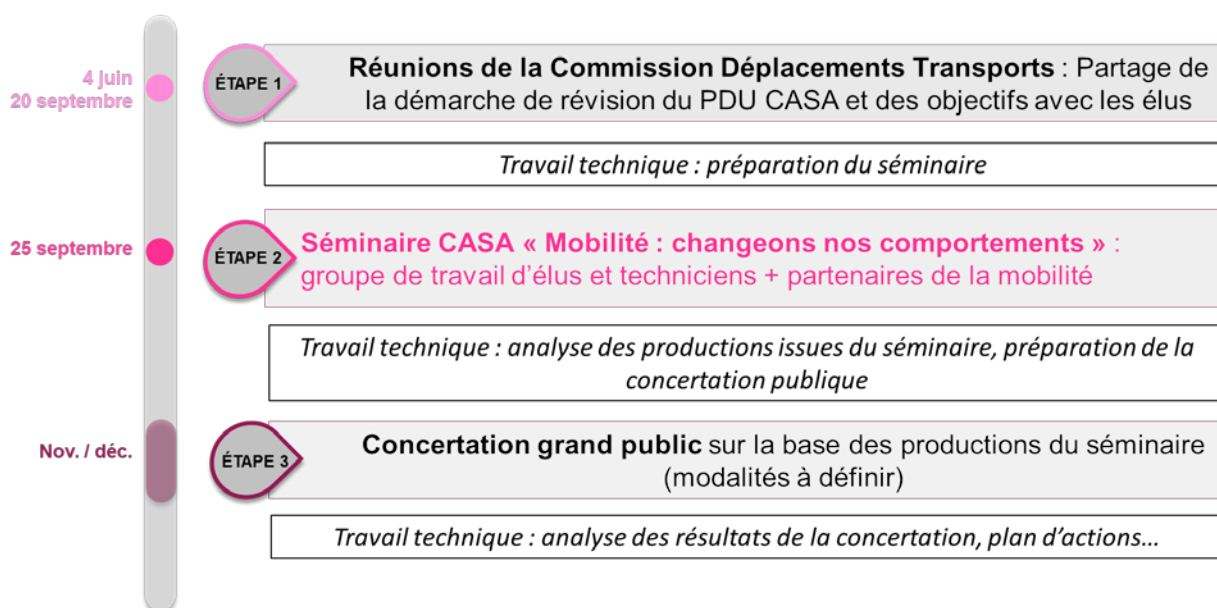 4 juin
20 septembre
ÉTAPE 1
Réunions de la Commission Déplacements Transports : Partage de
la démarche de révision du PDU CASA et des objectifs avec les élus
Travail technique : préparation du séminaire
25 septembre
ÉTAPE 2
Séminaire CASA « Mobilité : changeons nos comportements » :
groupe de travail d’élus et techniciens + partenaires de la mobilité
Travail technique : analyse des productions issues du séminaire, préparation de la
concertation publique
Nov. / déc.
ÉTAPE 3
Concertation grand public sur la base des productions du séminaire
(modalités à définir)
Travail technique : analyse des résultats de la concertation, plan d’actions…